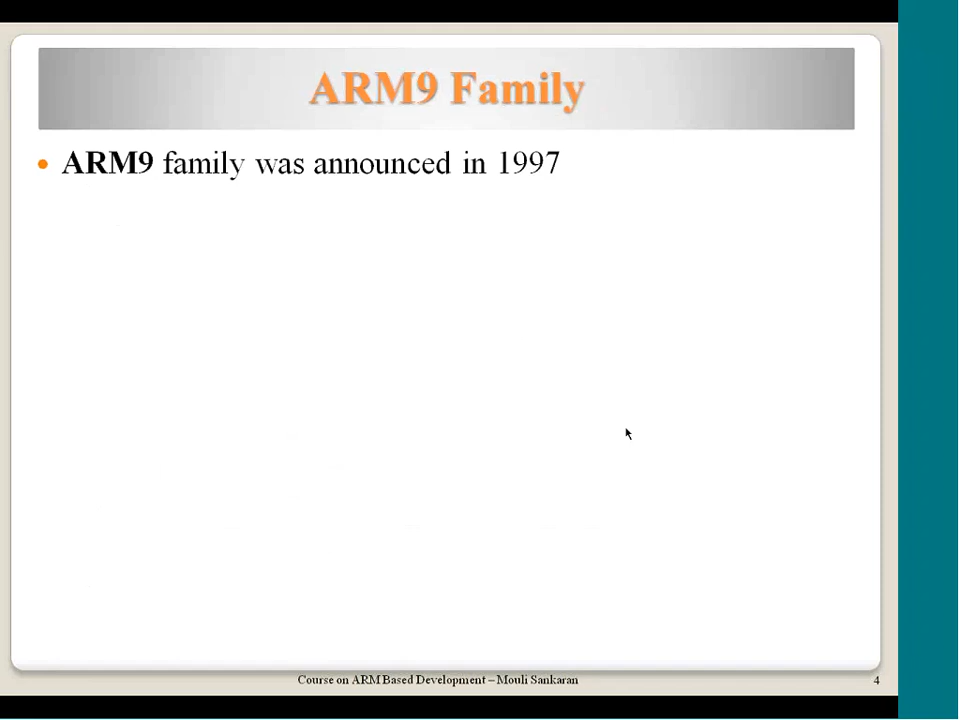 ARM9 Family
• ARM9 family was announced in 1997
Course on ARM Based Development – Mouli Sankaran
4